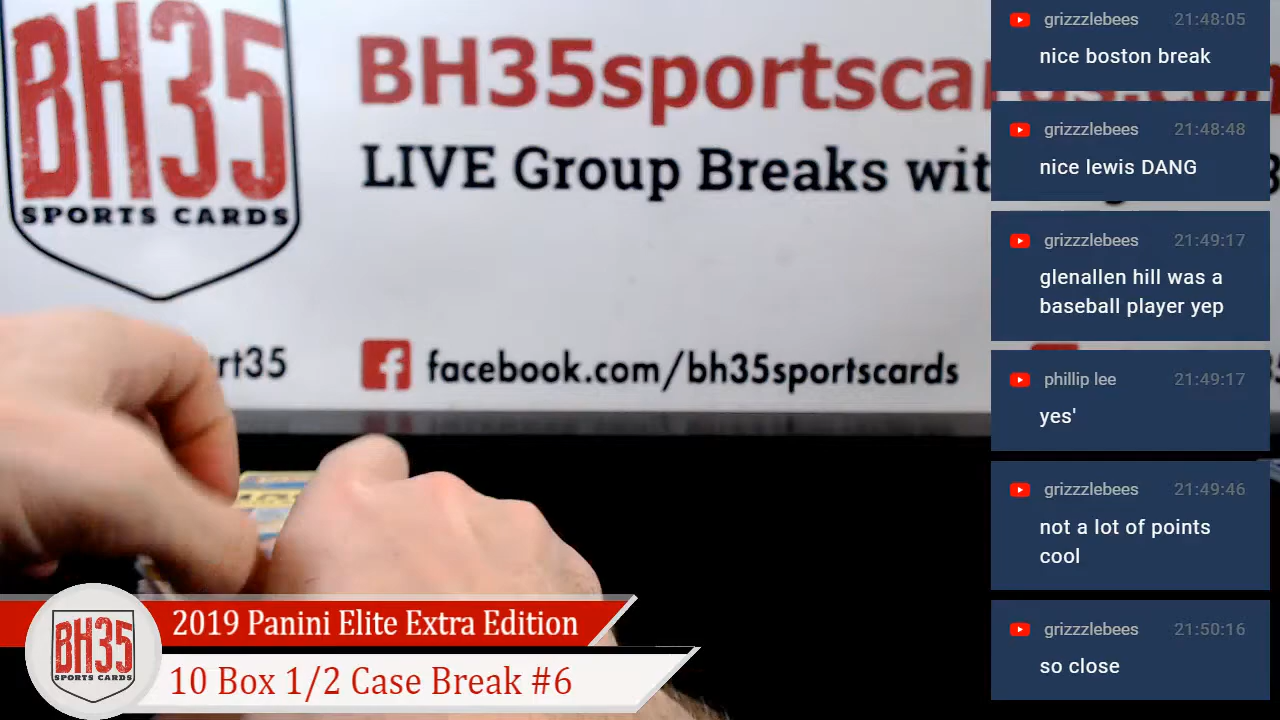 BH35
SPORTS CARDS
BH35sportsca
LIVE Group Breaks wit
rt35
facebook.com/bh35sportscards
BH35
SPORTS CARDS
2019 Panini Elite Extra Edition
10 Box 1/2 Case Break #6
grizzzlebees 21:48:05
nice boston break
grizzzlebees 21:48:48
nice lewis DANG
grizzzlebees 21:49:17
glenallen hill was a
baseball player yep
phillip lee 21:49:17
yes'
grizzzlebees 21:49:46
not a lot of points
cool
grizzzlebees 21:50:16
so close